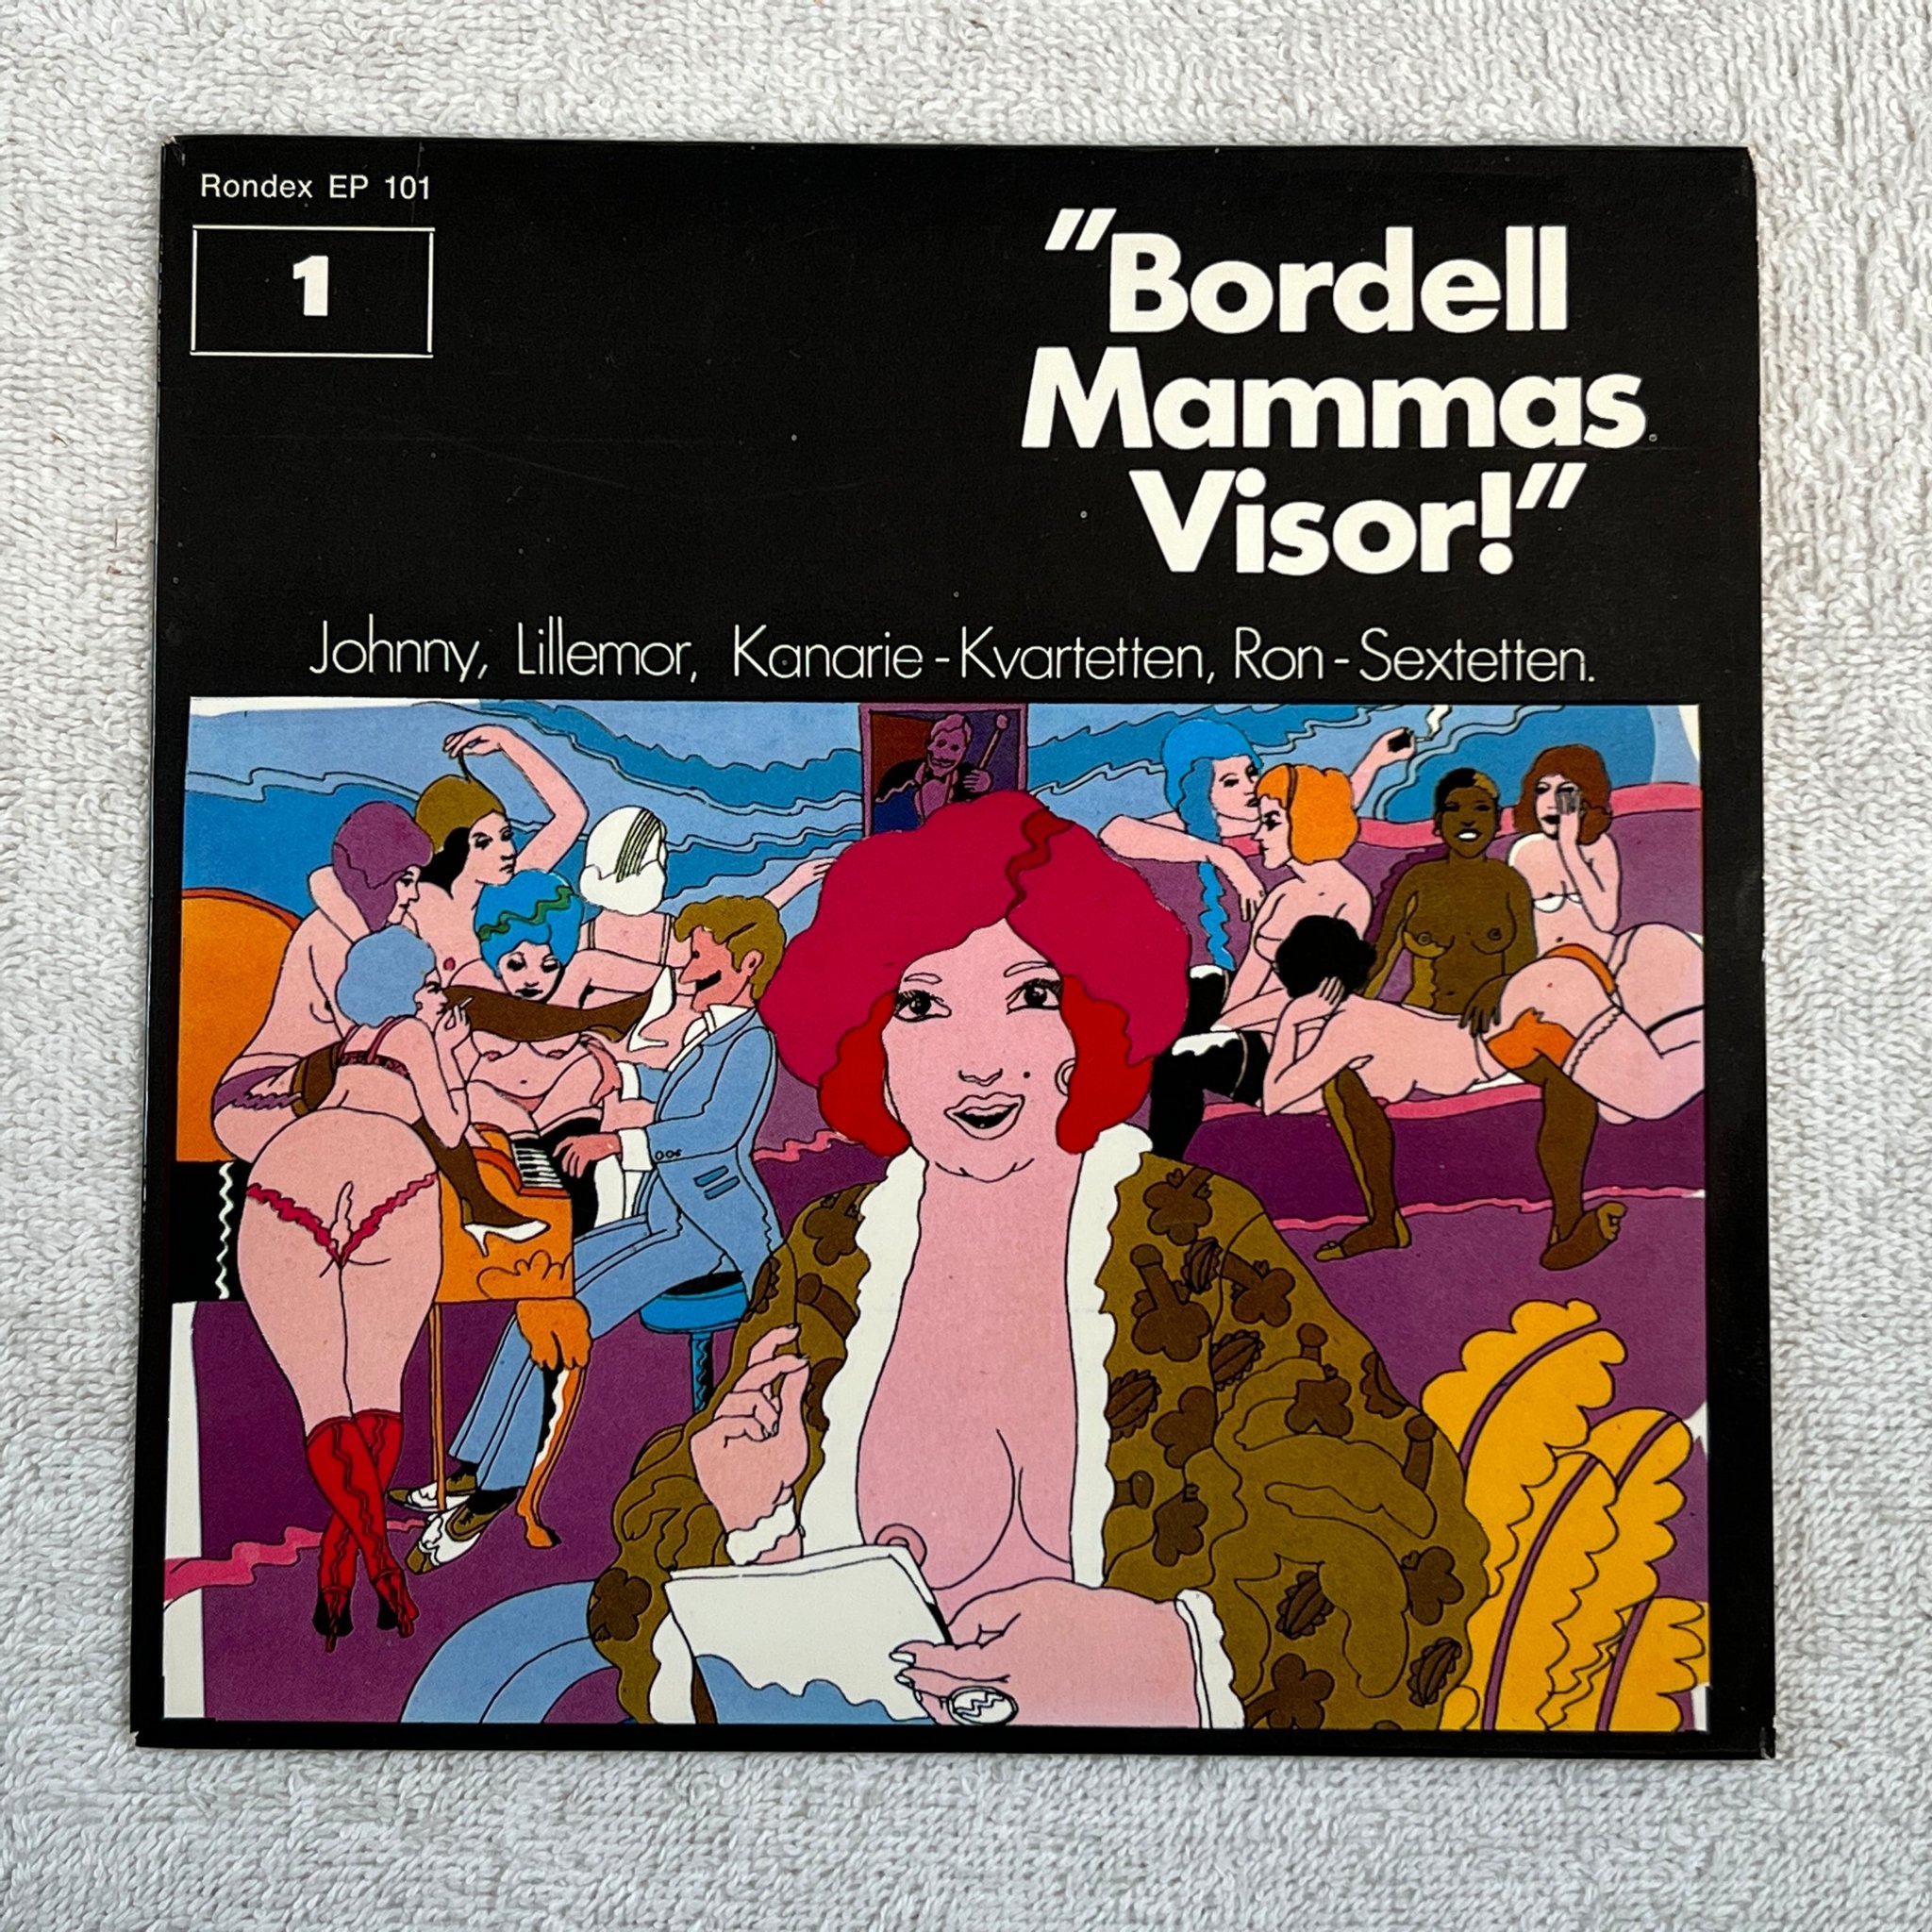 Rondex EP 101
1
"Bordell
Mammas
Visor!"
Johnny, Lillemor, Kanarie-Kvartetten, Ron-Sextetten.